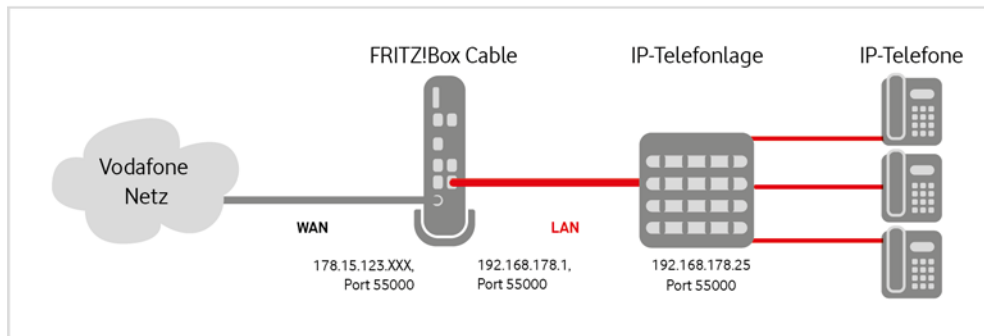 FRITZ!Box Cable
IP-Telefonlage
IP-Telefone
Vodafone
Netz
WAN
LAN
178.15.123.XXX,
Port 55000
192.168.178.1,
Port 55000
192.168.178.25
Port 55000